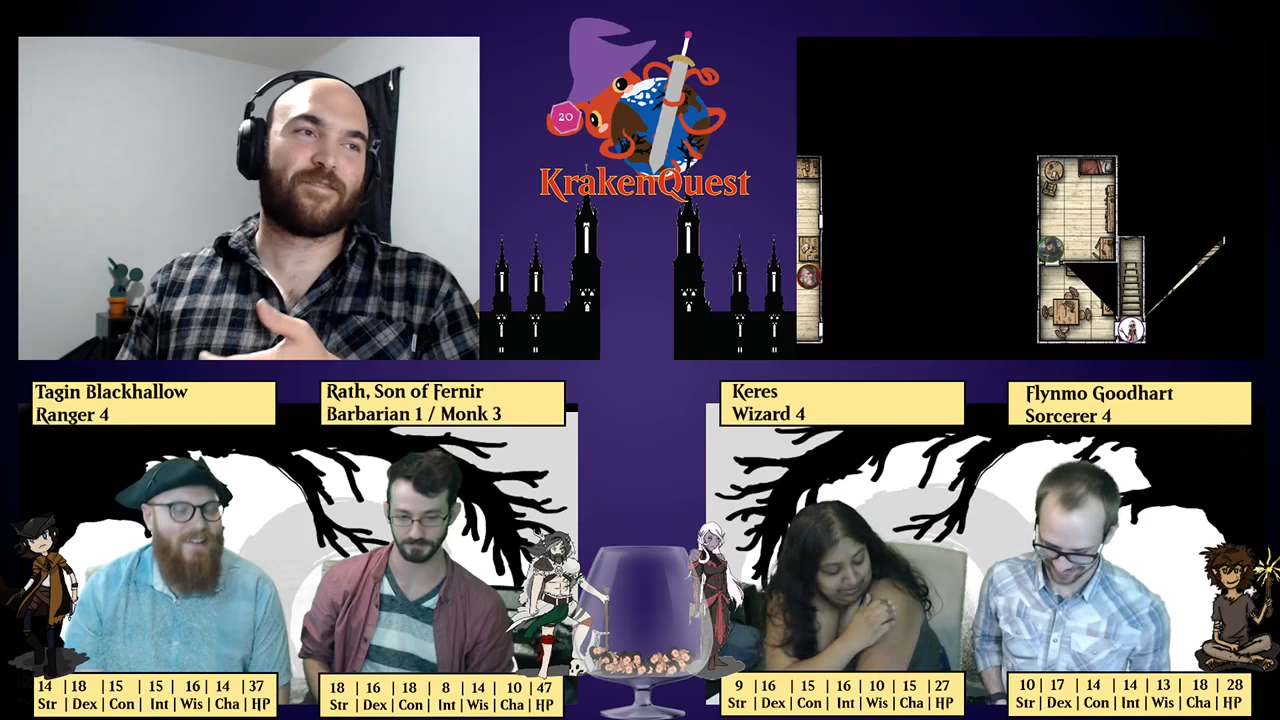 20
KrakenQuest
Tagin Blackhallow
Ranger 4
Rath, Son of Fernir
Barbarian 1 / Monk 3
Keres
Wizard 4
Flynmo Goodhart
Sorcerer 4
14 | 18 | 15 | 15 | 16 | 14 | 37
Str | Dex | Con | Int | Wis | Cha | HP
18 | 16 | 18 | 8 | 14 | 10 | 47
Str | Dex | Con | Int | Wis | Cha | HP
9 | 16 | 15 | 16 | 10 | 15 | 27
Str | Dex | Con | Int | Wis | Cha | HP
10 | 17 | 14 | 14 | 13 | 18 | 28
Str | Dex | Con | Int | Wis | Cha | HP